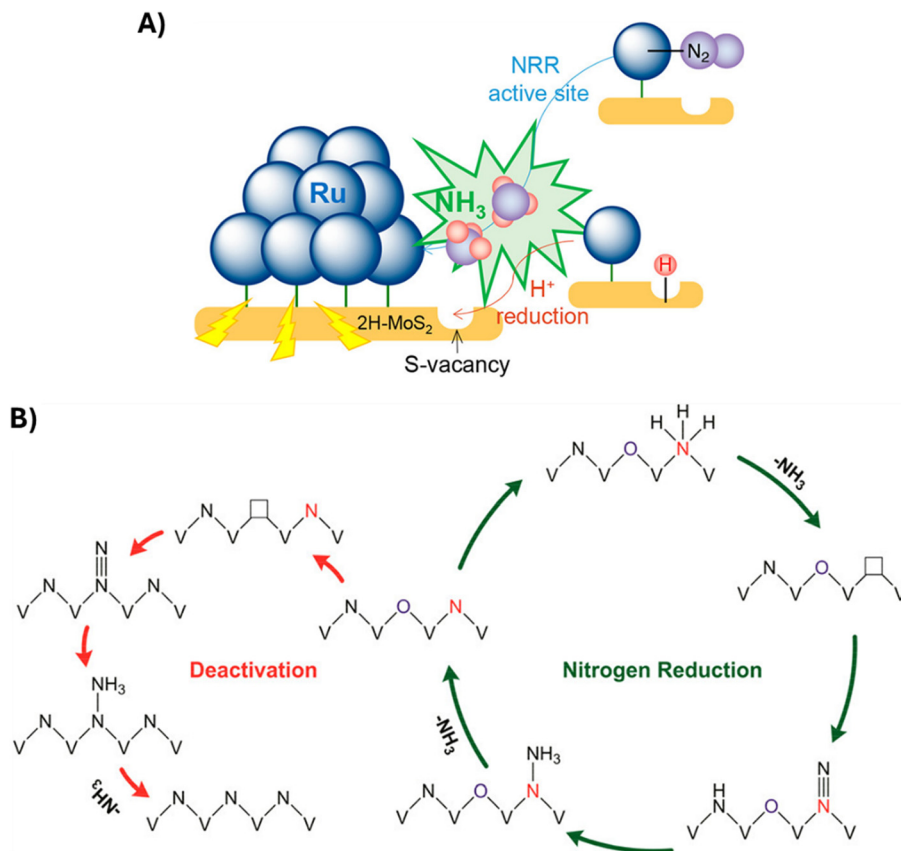 A)
N2
NRR
active site
Ru
NH3
H
H+
reduction
2H-MoS2
S-vacancy
B)
H
H H
N O N
V V V V
-NH3
N □ N
V V V V
N
N N N
V V V V
N O N
V V V V
N O □
V V V V
Deactivation
Nitrogen Reduction
NH3
N N N
V V V V
-NH3
-NH3
N N N
V V V V
NH3
N O N
V V V V
H N
N O N
V V V V